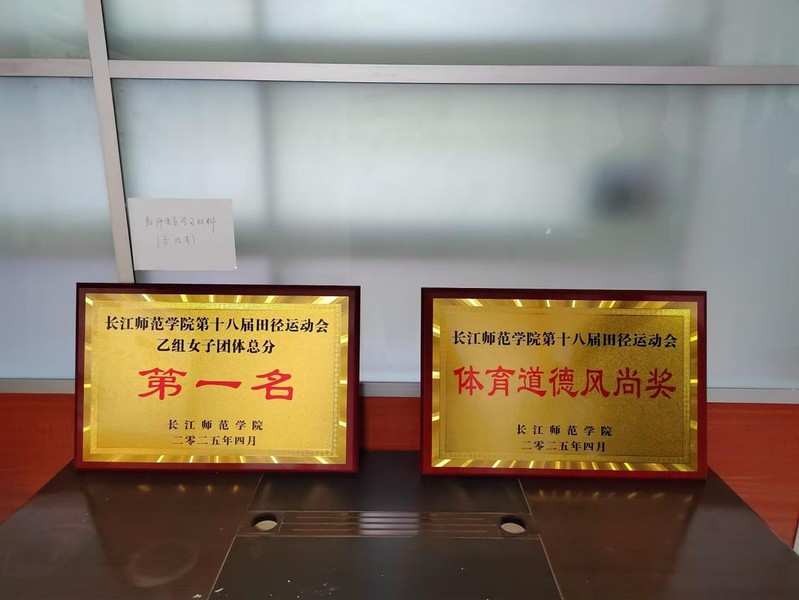 长江师范学院第十八届田径运动会
乙组女子团体总分
第一名
长江师范学院
二零二五年四月
长江师范学院第十八届田径运动会
体育道德风尚奖
长江师范学院
二零二五年四月